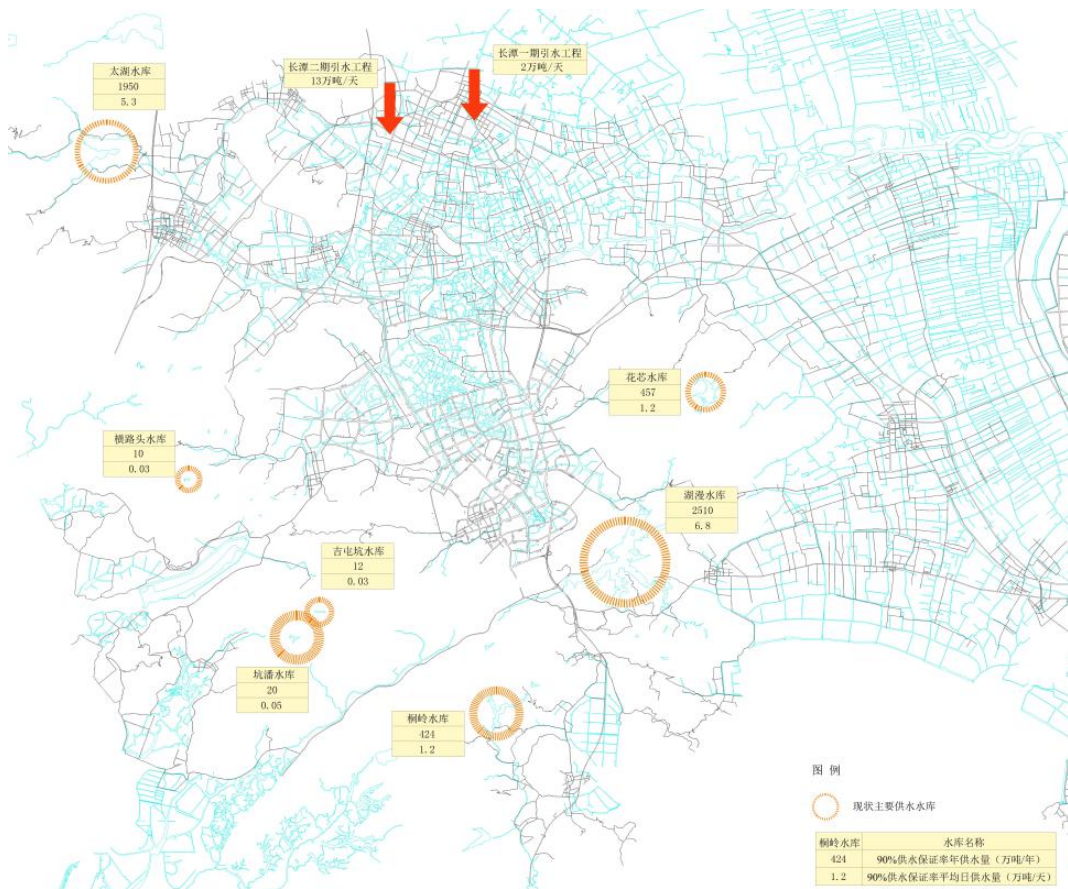 长潭一期引水工程
2万吨/天
长潭二期引水工程
13万吨/天
太湖水库
1950
5.3
花芯水库
457
1.2
横路头水库
10
0.03
湖漫水库
2510
6.8
吉屯坑水库
12
0.03
坑潘水库
20
0.05
桐岭水库
424
1.2
图 例
现状主要供水水库
桐岭水库 水库名称
424 90%供水保证率年供水量（万吨/年）
1.2 90%供水保证率平均日供水量（万吨/天）